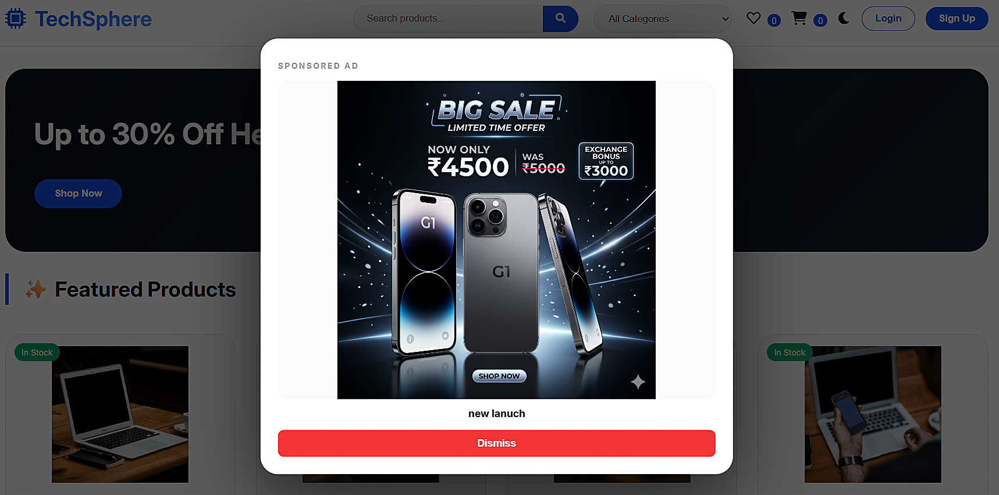 TechSphere
Search products...
All Categories
0
0
Login
Sign Up
SPONSORED AD
BIG SALE
LIMITED TIME OFFER
NOW ONLY
₹4500
WAS
₹5000
EXCHANGE
BONUS
UP TO
₹3000
G1
G1
SHOP NOW
new lanuch
Dismiss
Up to 30% Off He
Shop Now
✨ Featured Products
In Stock
In Stock